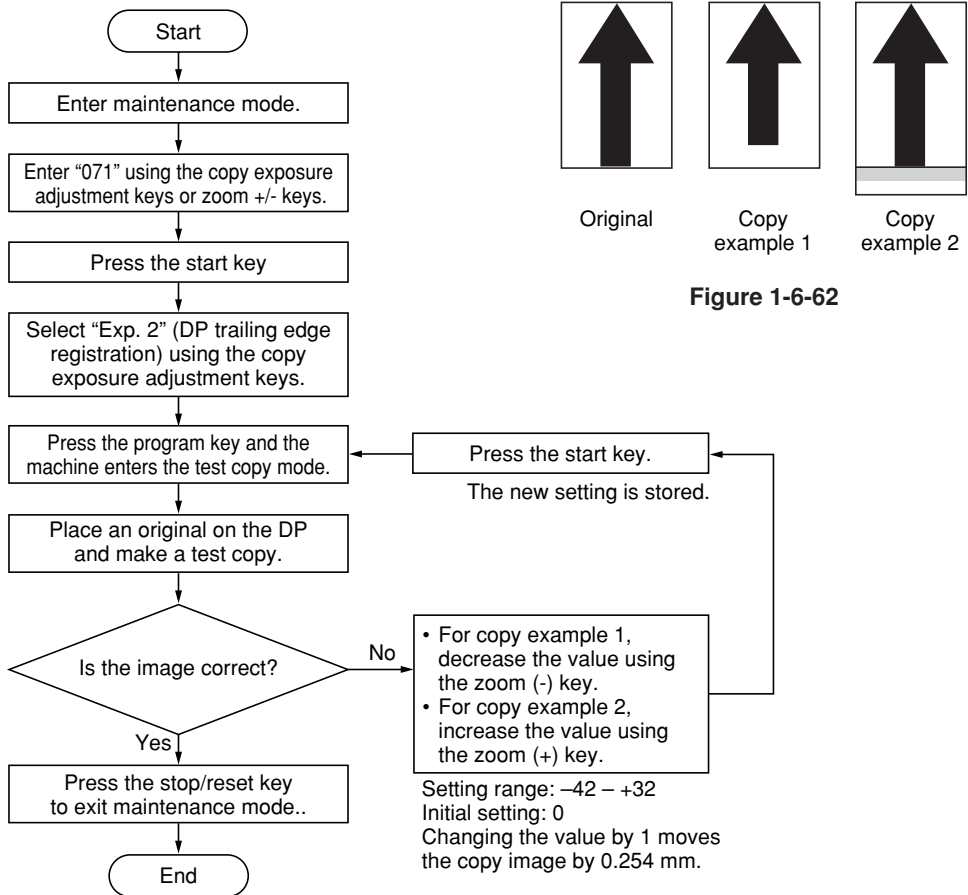 Start
Enter maintenance mode.
Enter “071” using the copy exposure
adjustment keys or zoom +/- keys.
Press the start key
Select “Exp. 2” (DP trailing edge
registration) using the copy
exposure adjustment keys.
Press the program key and the
machine enters the test copy mode.
Place an original on the DP
and make a test copy.
Is the image correct?
No
Yes
Press the stop/reset key
to exit maintenance mode..
End
Press the start key.
The new setting is stored.
• For copy example 1,
decrease the value using
the zoom (-) key.
• For copy example 2,
increase the value using
the zoom (+) key.
Setting range: –42 – +32
Initial setting: 0
Changing the value by 1 moves
the copy image by 0.254 mm.
Original
Copy
example 1
Copy
example 2
Figure 1-6-62